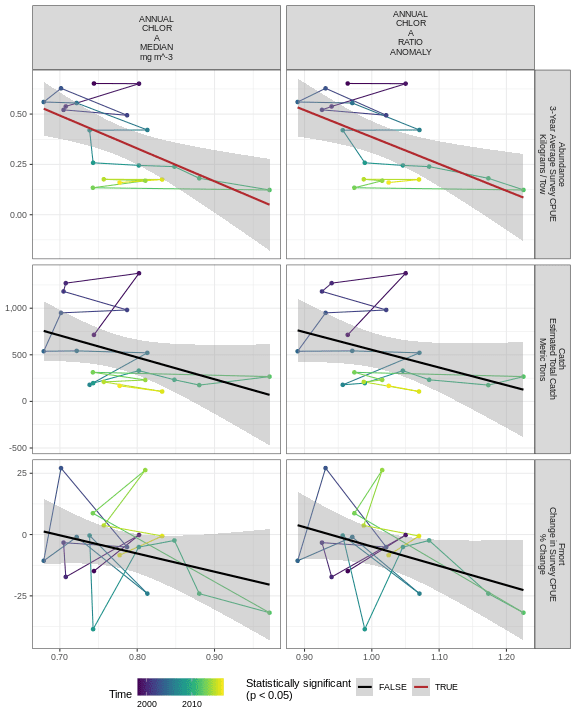 ANNUAL
CHLOR
A
MEDIAN
mg m^-3
ANNUAL
CHLOR
A
RATIO
ANOMALY
0.50
0.25
0.00
Abundance
3-Year Average Survey CPUE
Kilograms / Tow
1,000
500
0
-500
Catch
Estimated Total Catch
Metric Tons
25
0
-25
Fmort
Change in Survey CPUE
% Change
0.70 0.80 0.90
0.90 1.00 1.10 1.20
Time
2000 2010
Statistically significant
(p < 0.05)
FALSE
TRUE